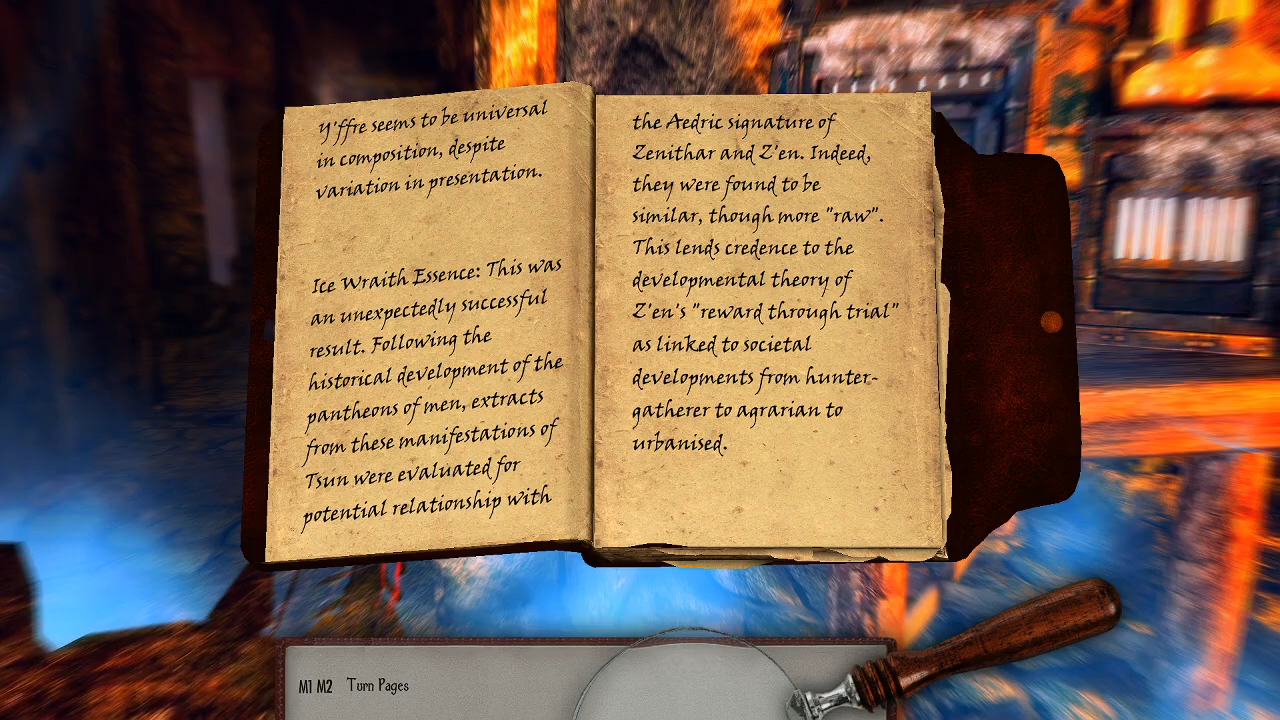 Y'ffre seems to be universal
in composition, despite
variation in presentation.
Ice Wraith Essence: This was
an unexpectedly successful
result. Following the
historical development of the
pantheons of men, extracts
from these manifestations of
Tsun were evaluated for
potential relationship with
the Aedric signature of
Zenithar and Z'en. Indeed,
they were found to be
similar, though more "raw".
This lends credence to the
developmental theory of
Z'en's "reward through trial"
as linked to societal
developments from hunter-
gatherer to agrarian to
urbanised.
M1 M2 Turn Pages